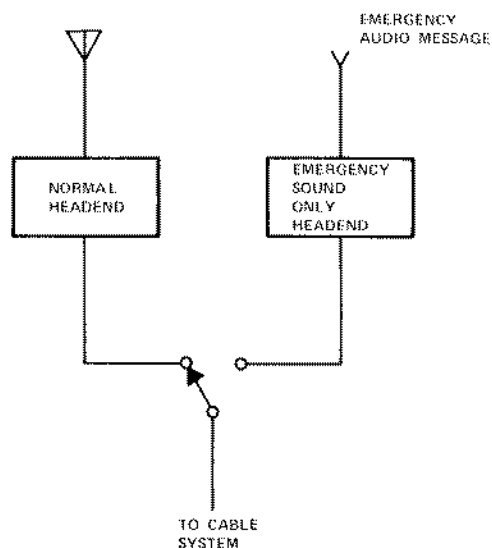 EMERGENCY
AUDIO MESSAGE
NORMAL
HEADEND
EMERGENCY
SOUND
ONLY
HEADEND
TO CABLE
SYSTEM